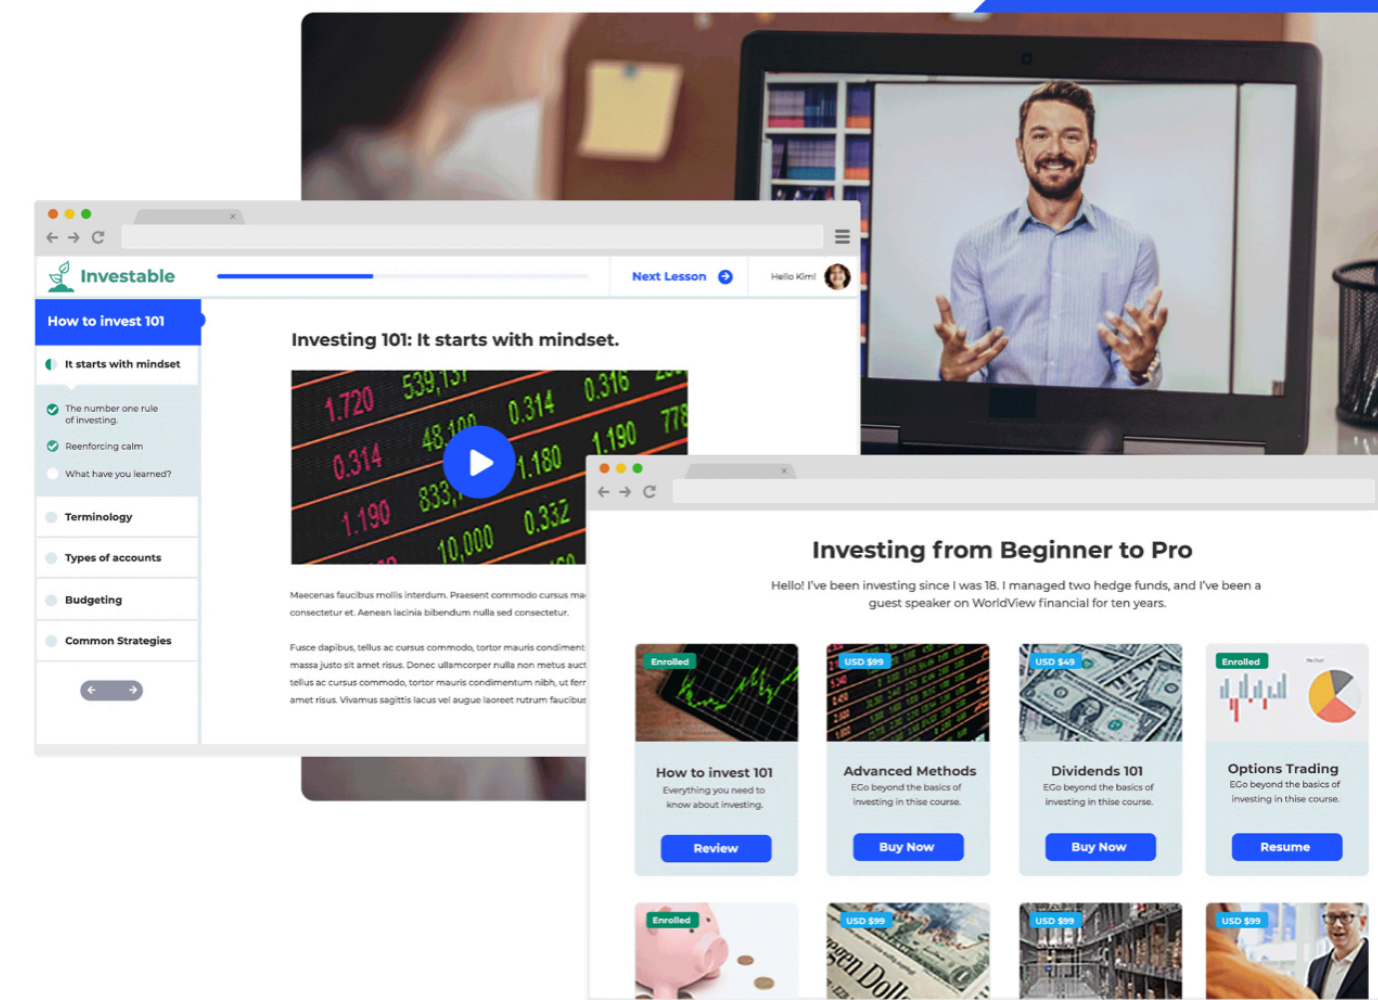 Investable
Next Lesson
Hello Kim!
How to invest 101
It starts with mindset
The number one rule
of investing.
Reenforcing calm
What have you learned?
Terminology
Types of accounts
Budgeting
Common Strategies
Investing 101: It starts with mindset.
1.720 539,137 0.314 0.316
0.314 48,100 1.190 778
1.190 833, 1.180
10,000 0.332
Maecenas faucibus mollis interdum. Praesent commodo cursus ma
consectetur et. Aenean lacinia bibendum nulla sed consectetur.
Fusce dapibus, tellus ac cursus commodo, tortor mauris condiment
massa justo sit amet risus. Donec ullamcorper nulla non metus auct
tellus ac cursus commodo, tortor mauris condimentum nibh, ut ferm
amet risus. Vivamus sagittis lacus vel augue laoreet rutrum faucibus
Investing from Beginner to Pro
Hello! I've been investing since I was 18. I managed two hedge funds, and I've been a
guest speaker on WorldView financial for ten years.
Enrolled
How to invest 101
Everything you need to
know about investing.
Review
USD $99
Advanced Methods
EGo beyond the basics of
investing in thise course.
Buy Now
USD $49
Dividends 101
EGo beyond the basics of
investing in thise course.
Buy Now
Enrolled
Options Trading
EGo beyond the basics of
investing in thise course.
Resume
Enrolled
USD $99
USD $99
USD $99